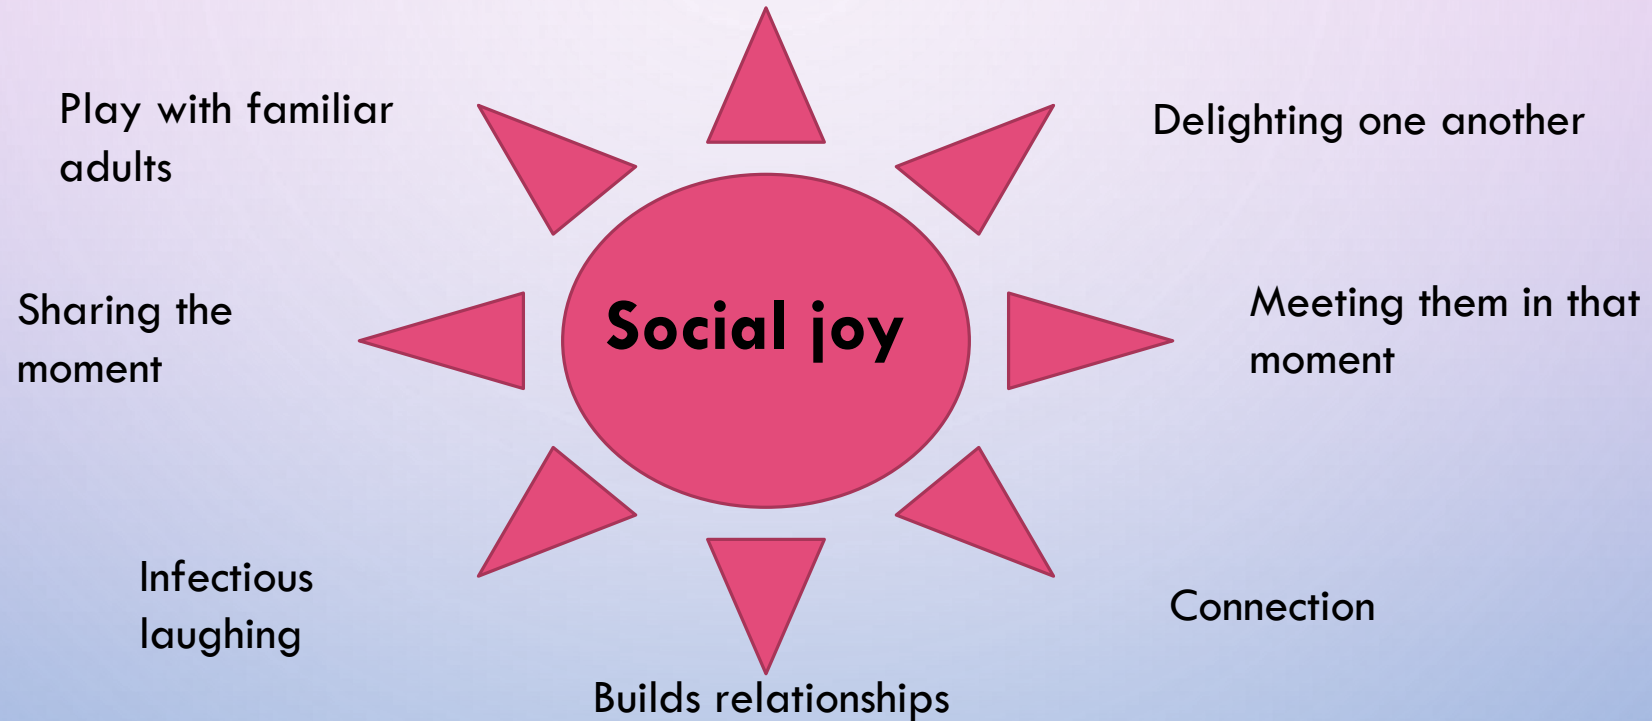 Play with familiar
adults
Delighting one another
Sharing the
moment
Social joy
Meeting them in that
moment
Infectious
laughing
Connection
Builds relationships